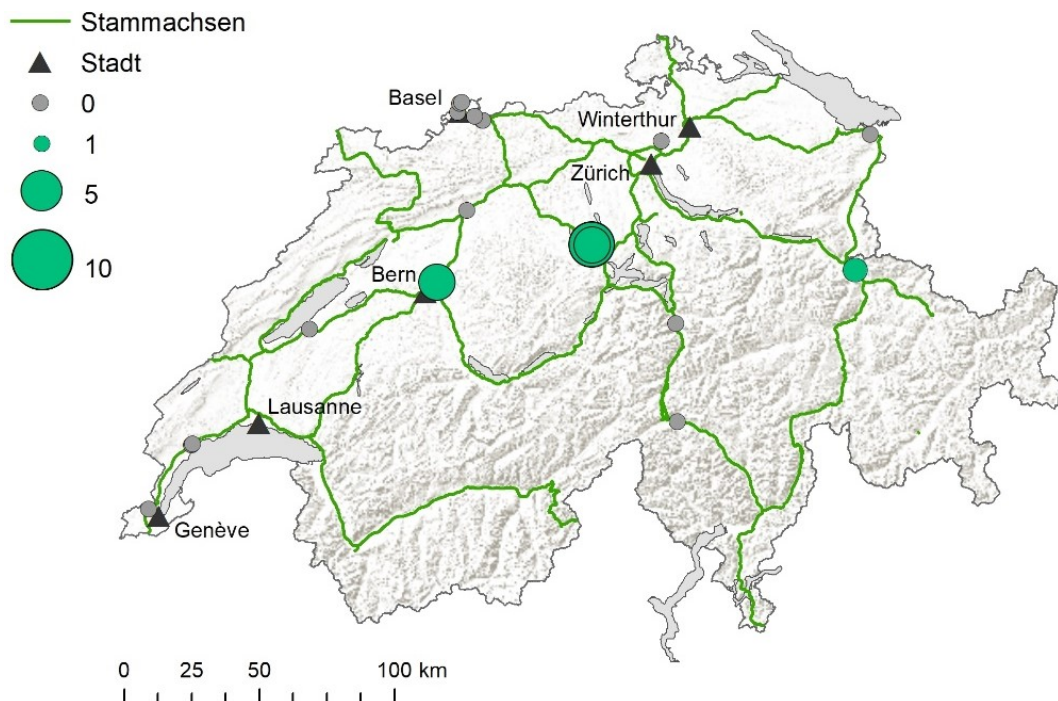 Stammachsen
Stadt
0
1
5
10
Basel
Winterthur
Zürich
Bern
Lausanne
Genève
0 25 50 100 km